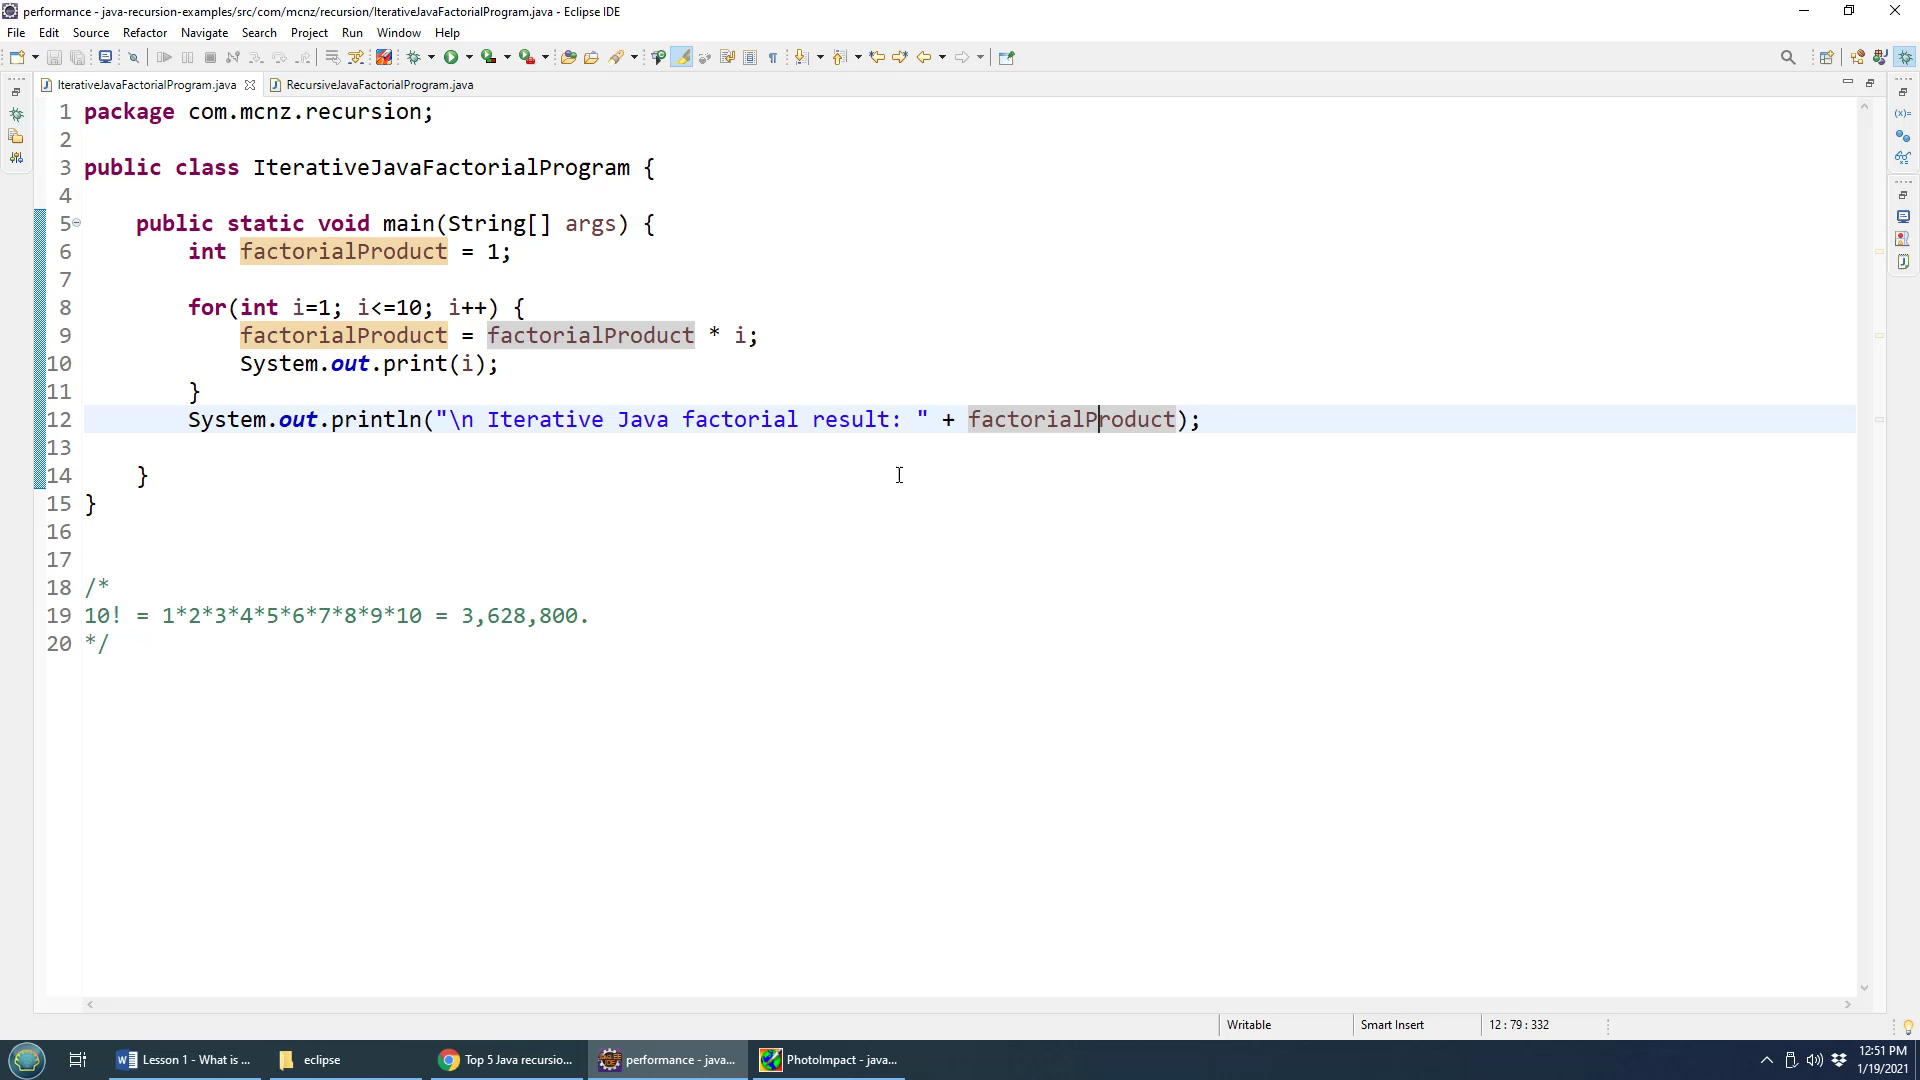 performance - java-recursion-examples/src/com/mcnz/recursion/IterativeJavaFactorialProgram.java - Eclipse IDE
File Edit Source Refactor Navigate Search Project Run Window Help
IterativeJavaFactorialProgram.java RecursiveJavaFactorialProgram.java
1 package com.mcnz.recursion;
2
3 public class IterativeJavaFactorialProgram {
4
5 public static void main(String[] args) {
6 int factorialProduct = 1;
7
8 for(int i=1; i<=10; i++) {
9 factorialProduct = factorialProduct * i;
10 System.out.print(i);
11 }
12 System.out.println("\n Iterative Java factorial result: " + factorialProduct);
13
14 }
15 }
16
17
18 /*
19 10! = 1*2*3*4*5*6*7*8*9*10 = 3,628,800.
20 */
Writable Smart Insert 12 : 79 : 332
Lesson 1 - What is ... eclipse Top 5 Java recursio... performance - java... PhotoImpact - java... 12:51 PM
1/19/2021